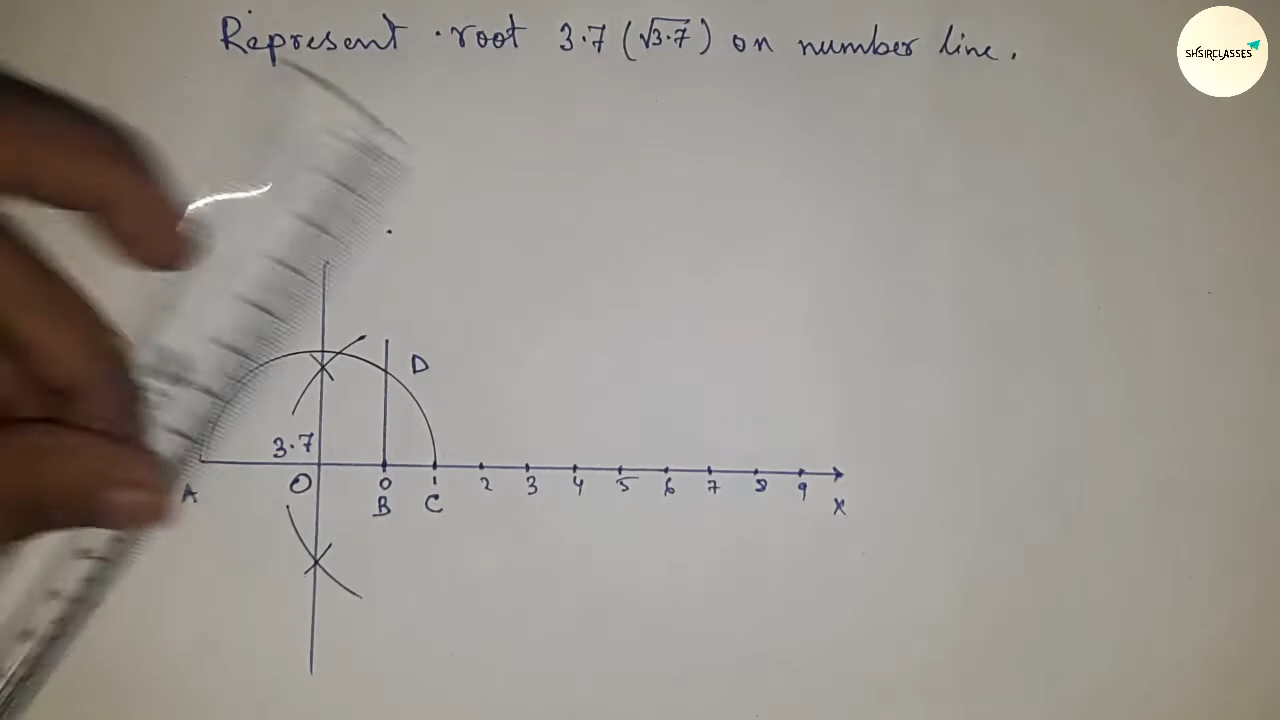 Represent root 3.7 (√3.7) on number line.
SHSIRCLASSES
D
3.7
A O 0 1 2 3 4 5 6 7 8 9
B C X